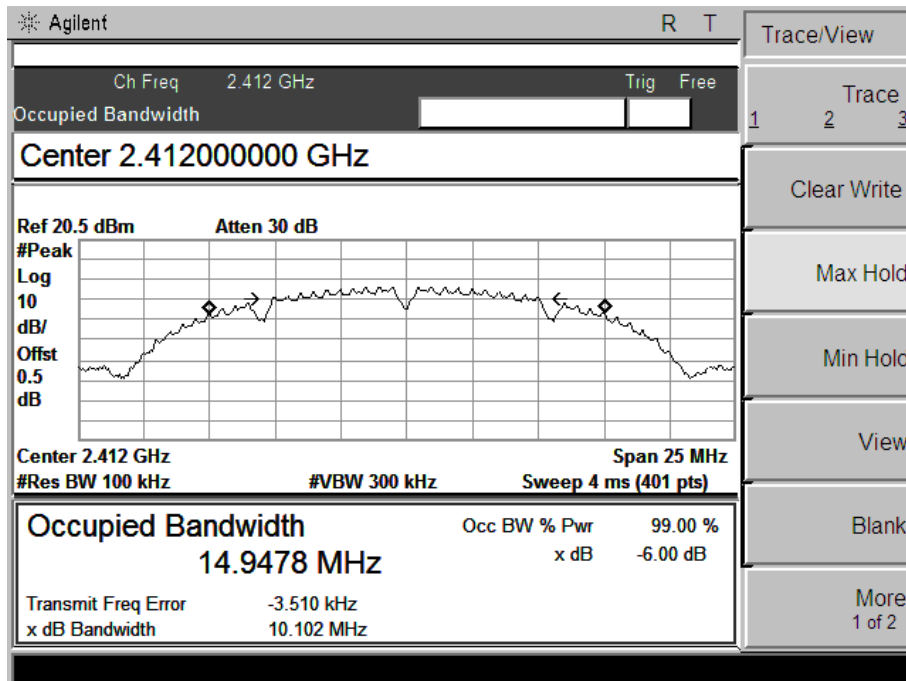 Agilent R T
Trace/View
Ch Freq 2.412 GHz Trig Free
Occupied Bandwidth
Trace
1 2 3
Center 2.412000000 GHz
Clear Write
Ref 20.5 dBm Atten 30 dB
#Peak
Log
10
dB/
Offst
0.5
dB
Max Hold
Min Hold
Center 2.412 GHz Span 25 MHz
#Res BW 100 kHz #VBW 300 kHz Sweep 4 ms (401 pts)
View
Occupied Bandwidth Occ BW % Pwr 99.00 %
14.9478 MHz x dB -6.00 dB
Blank
Transmit Freq Error -3.510 kHz
x dB Bandwidth 10.102 MHz
More
1 of 2